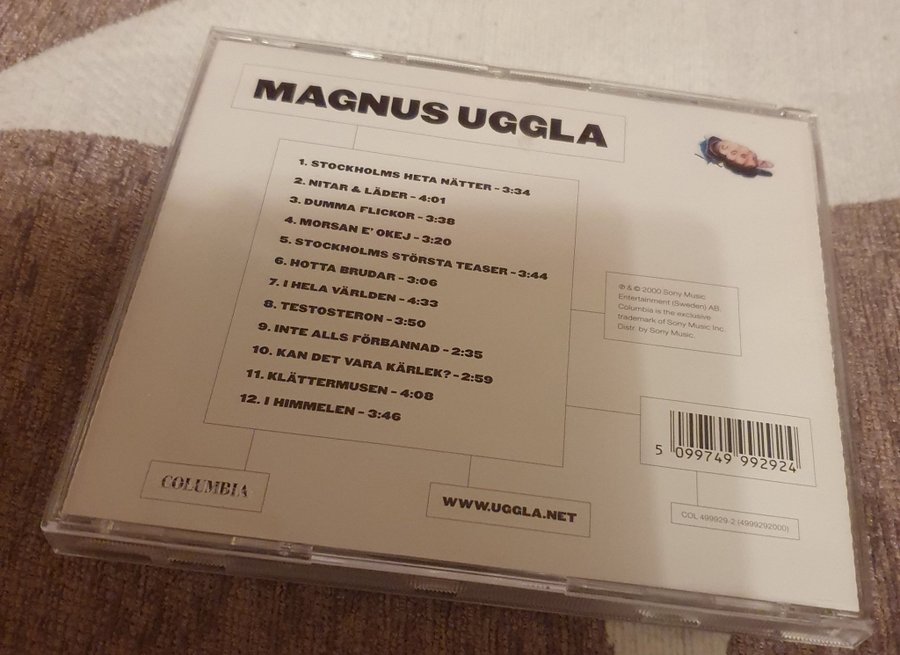 MAGNUS UGGLA
1. STOCKHOLMS HETA NÄTTER – 3:34
2. NITAR & LÄDER – 4:01
3. DUMMA FLICKOR – 3:38
4. MORSAN E' OKEJ – 3:20
5. STOCKHOLMS STÖRSTA TEASER – 3:44
6. HOTTA BRUDAR – 3:06
7. I HELA VÄRLDEN – 4:33
8. TESTOSTERON – 3:50
9. INTE ALLS FÖRBANNAD – 2:35
10. KAN DET VARA KÄRLEK? – 2:59
11. KLÄTTERMUSEN – 4:08
12. I HIMMELEN – 3:46
℗ & © 2000 Sony Music
Entertainment (Sweden) AB.
Columbia is the exclusive
trademark of Sony Music Inc.
Distr. by Sony Music.
5 099749 992924
COLUMBIA
WWW.UGGLA.NET
COL 499929-2 (4999292000)